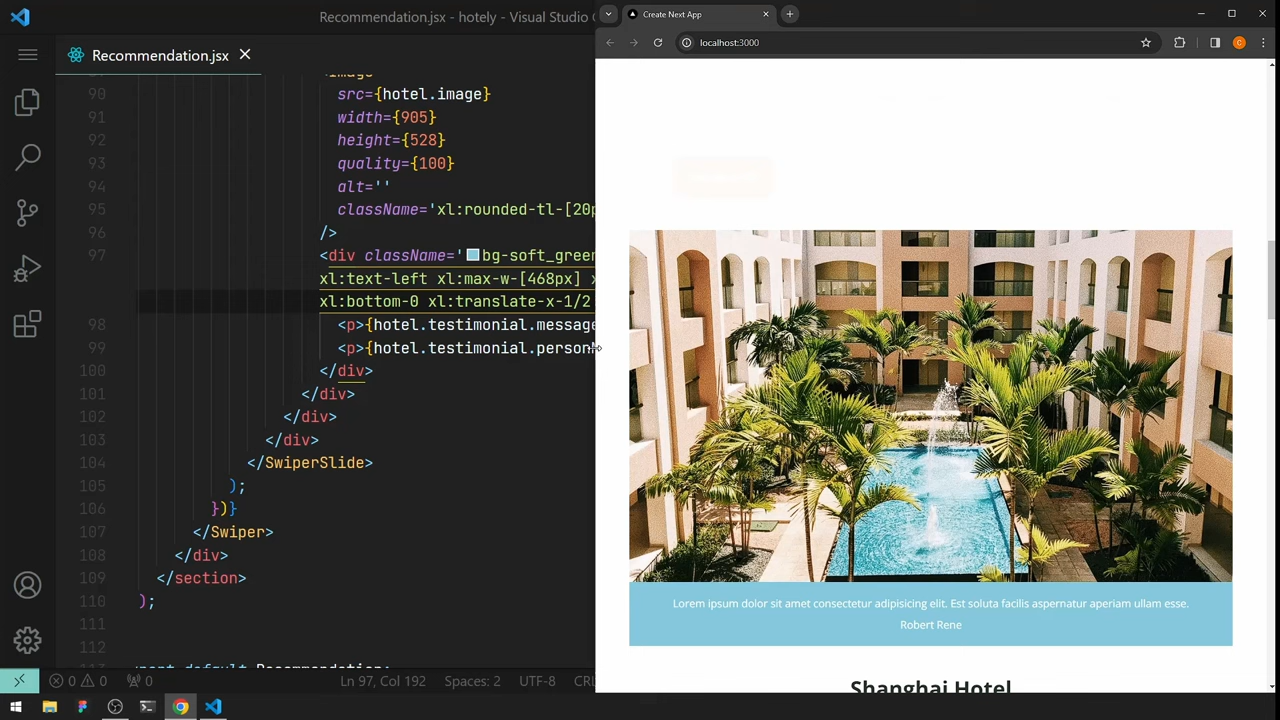 Recommendation.jsx - hotely - Visual Studio
Create Next App
localhost:3000
C
Recommendation.jsx
90 src={hotel.image}
91 width={905}
92 height={528}
93 quality={100}
94 alt=''
95 className='xl:rounded-tl-[20p
96 />
97 <div className='bg-soft_green
xl:text-left xl:max-w-[468px]
xl:bottom-0 xl:translate-x-1/2
98 <p>{hotel.testimonial.message
99 <p>{hotel.testimonial.person
100 </div>
101 </div>
102 </div>
103 </div>
104 </SwiperSlide>
105 );
106 })}
107 </Swiper>
108 </div>
109 </section>
110 );
111
112
Recommendation;
Lorem ipsum dolor sit amet consectetur adipisicing elit. Est soluta facilis aspernatur aperiam ullam esse.
Robert Rene
Shanghai Hotel
0 0 0 Ln 97, Col 192 Spaces: 2 UTF-8